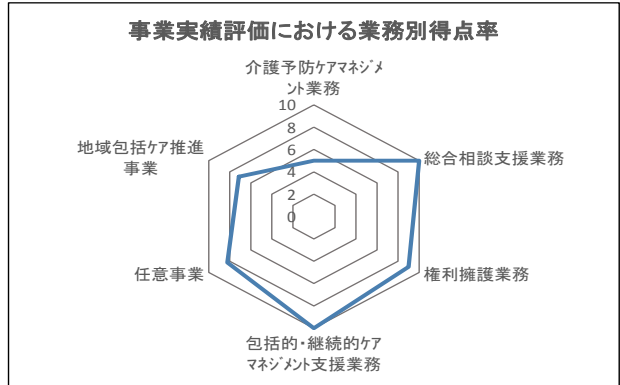 事業実績評価における業務別得点率
介護予防ｹｱﾏﾈｼﾞﾒ
ﾝﾄ業務
10
8
6
4
2
0
総合相談支援業務
権利擁護業務
包括的・継続的ケア
ﾏﾈｼﾞﾒﾝﾄ支援業務
任意事業
地域包括ｹｱ推進
事業